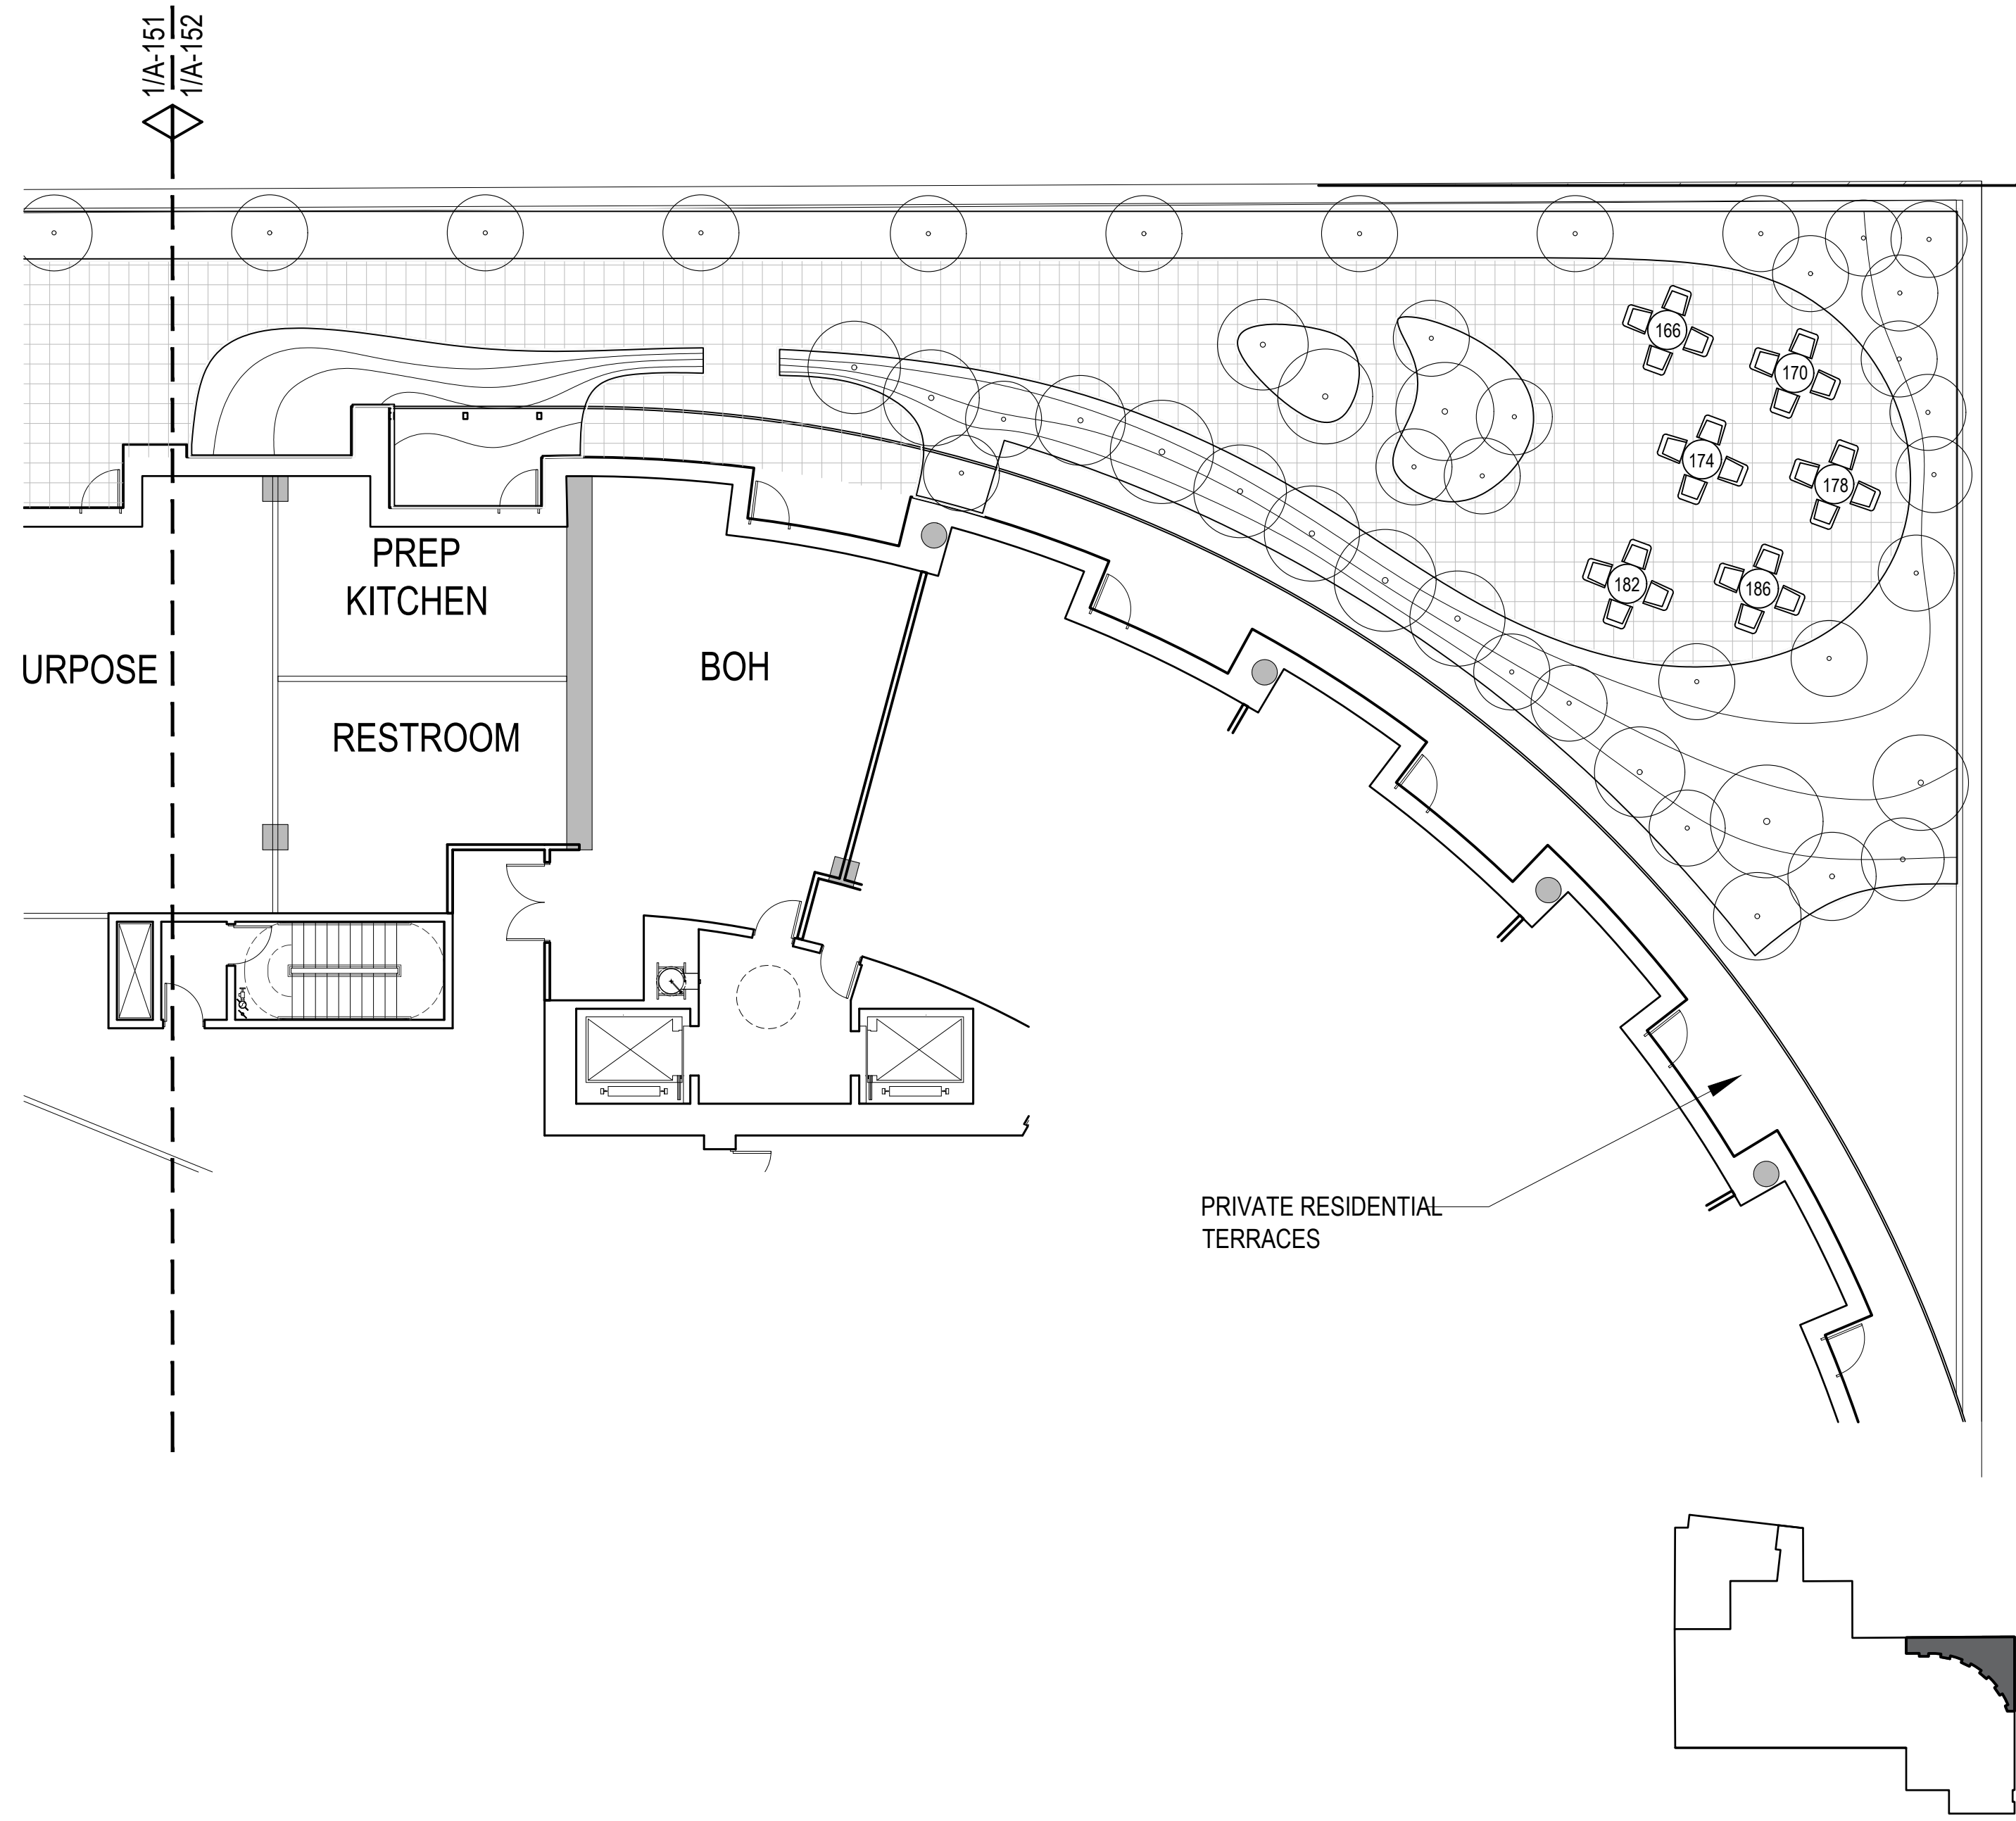 1/A-151
1/A-152
166
170
174
178
182
186
PREP
KITCHEN
URPOSE
BOH
RESTROOM
PRIVATE RESIDENTIAL
TERRACES